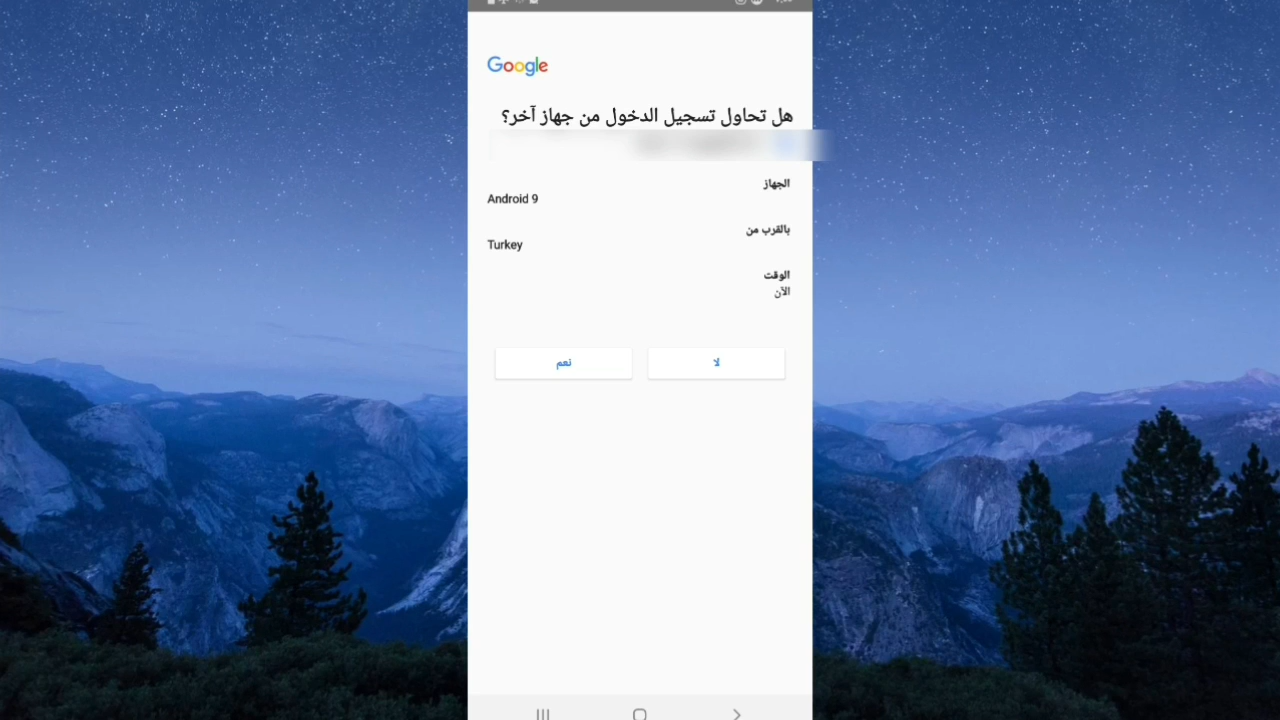 Google
هل تحاول تسجيل الدخول من جهاز آخر؟
الجهاز
Android 9
بالقرب من
Turkey
الوقت
الآن
لا
نعم